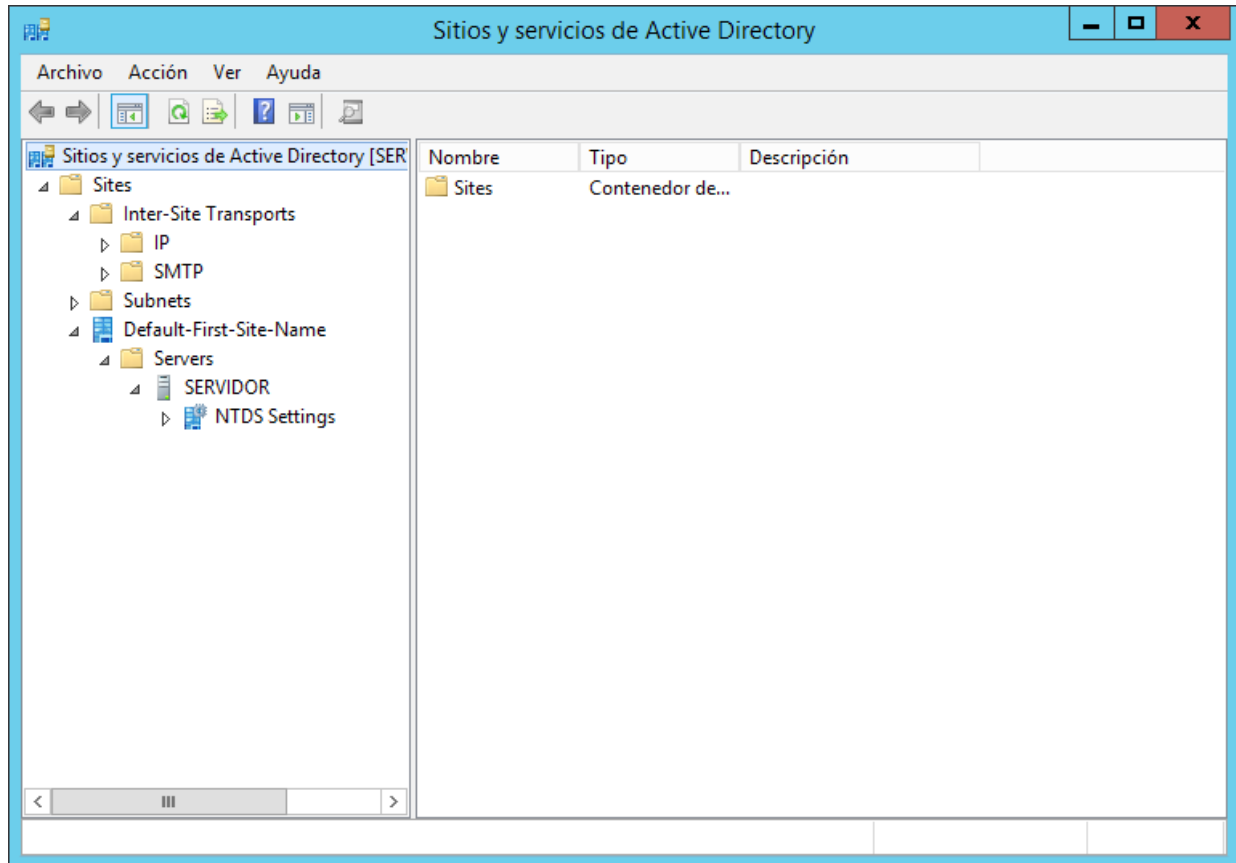 Sitios y servicios de Active Directory
Archivo Acción Ver Ayuda
Sitios y servicios de Active Directory [SER
Nombre Tipo Descripción
Sites
Sites Contenedor de...
Inter-Site Transports
IP
SMTP
Subnets
Default-First-Site-Name
Servers
SERVIDOR
NTDS Settings